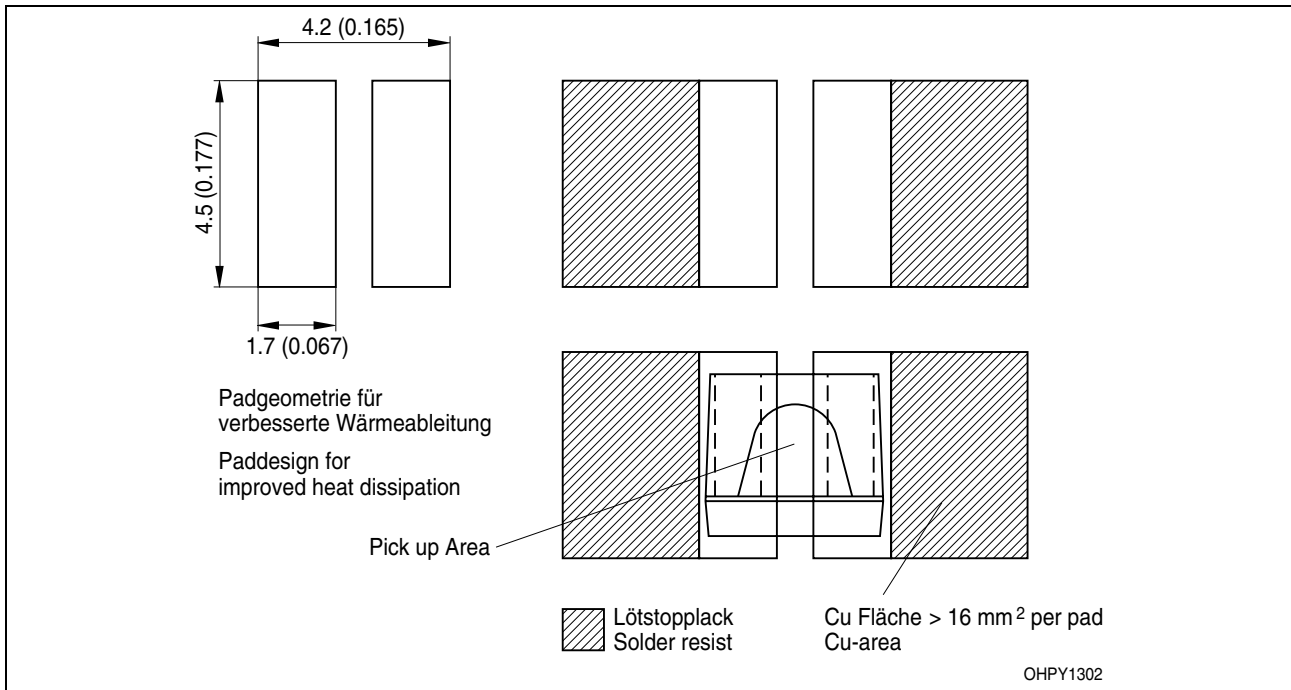 4.2 (0.165)
4.5 (0.177)
1.7 (0.067)
Padgeometrie für
verbesserte Wärmeableitung
Paddesign for
improved heat dissipation
Pick up Area
Lötstopplack
Solder resist
Cu Fläche > 16 mm² per pad
Cu-area
OHPY1302